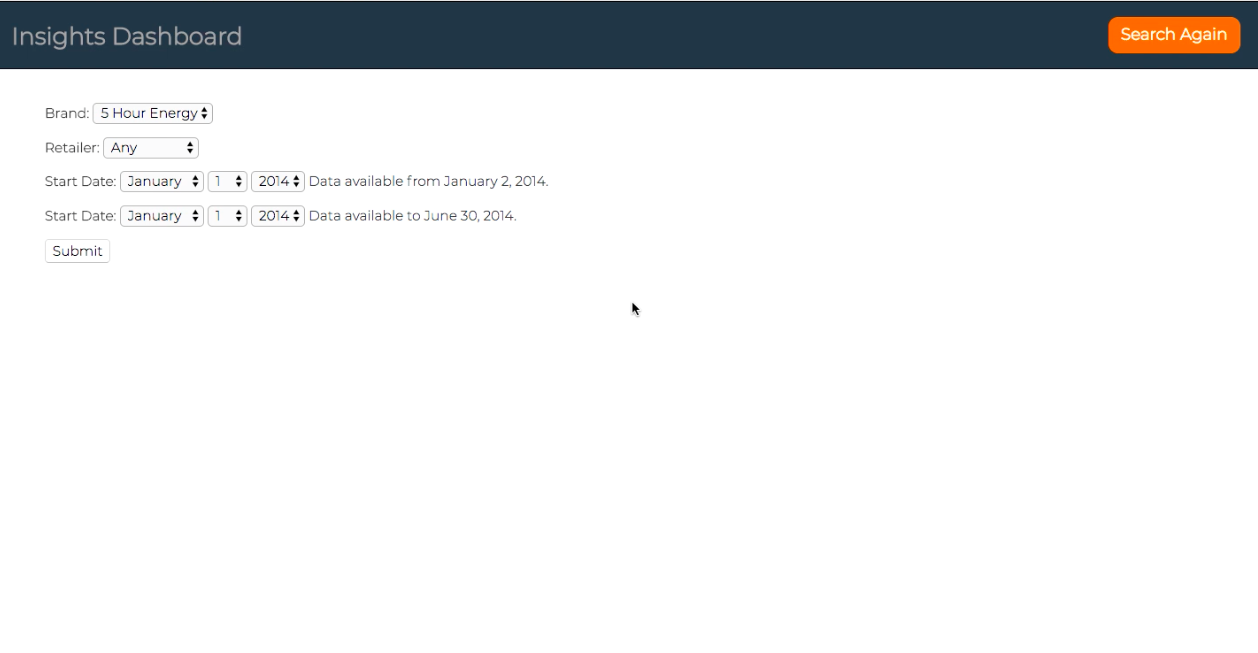 Insights Dashboard Search Again
Brand: 5 Hour Energy
Retailer: Any
Start Date: January 1 2014 Data available from January 2, 2014.
Start Date: January 1 2014 Data available to June 30, 2014.
Submit